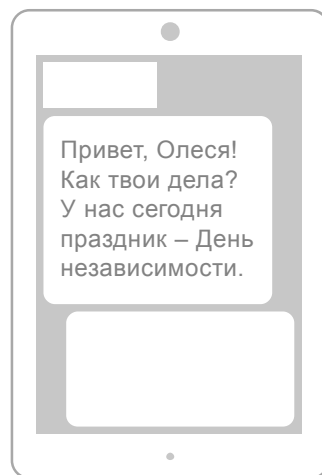 Привет, Олеся!
Как твои дела?
У нас сегодня
праздник – День
независимости.